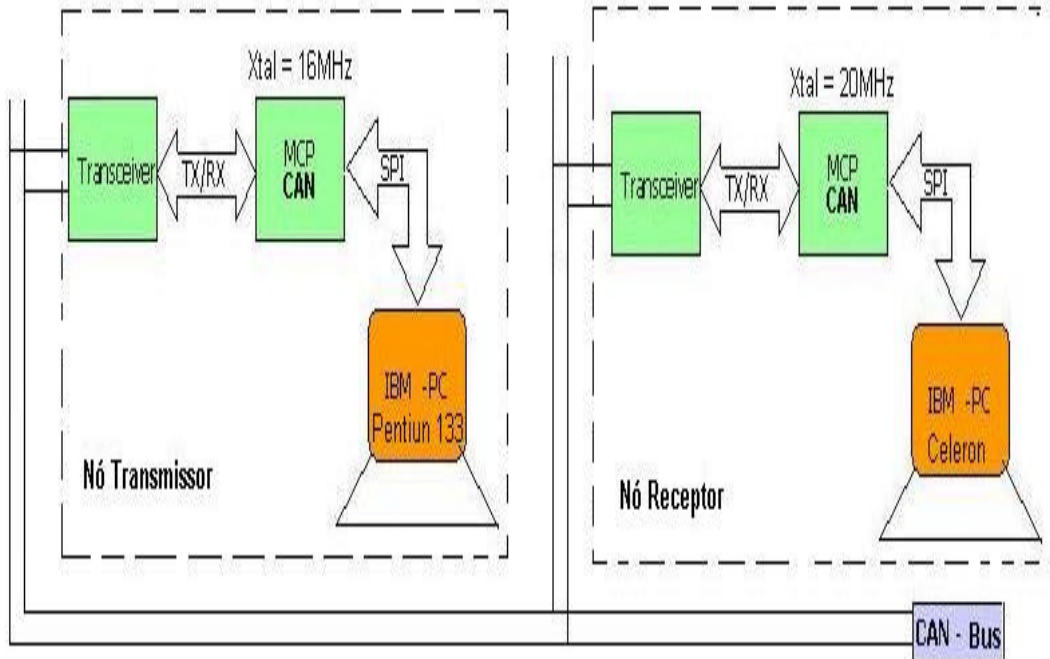 Xtal = 16MHz
Transceiver
TX/RX
MCP
CAN
SPI
IBM -PC
Pentiun 133
Nó Transmissor
Xtal = 20MHz
Transceiver
TX/RX
MCP
CAN
SPI
IBM -PC
Celeron
Nó Receptor
CAN - Bus